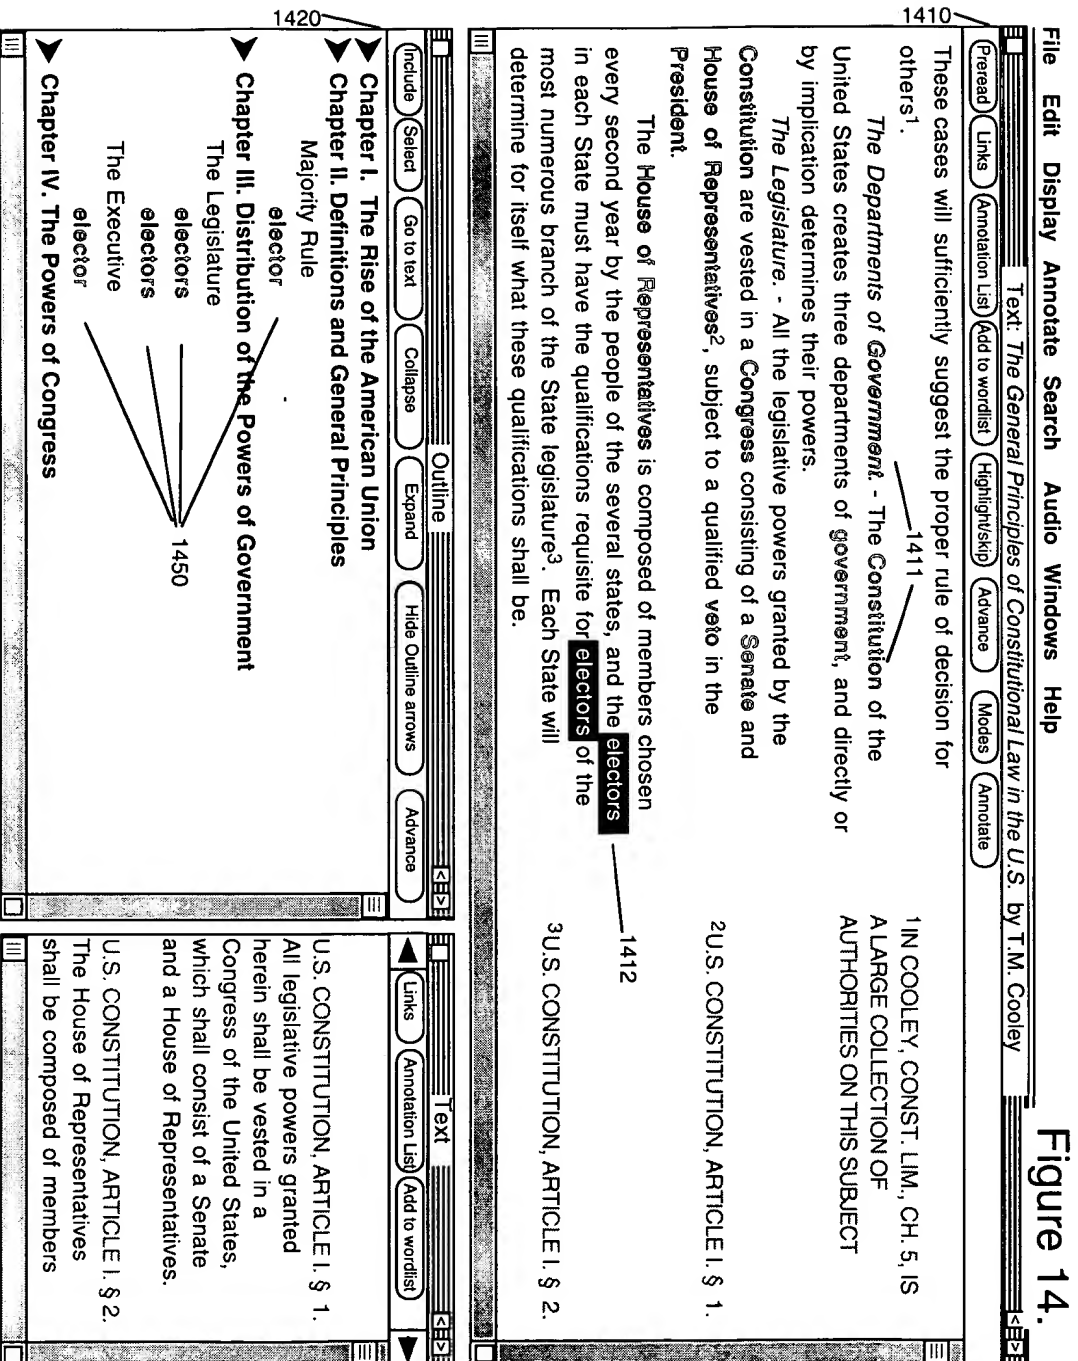 Figure 14.
File Edit Display Annotate Search Audio Windows Help
1410
Text: The General Principles of Constitutional Law in the U.S. by T.M. Cooley
<>
Preread Links Annotation List Add to wordlist Highlight/skip Advance Modes Annotate
These cases will sufficiently suggest the proper rule of decision for
others1.
1411
The Departments of Government. - The Constitution of the
United States creates three departments of government, and directly or
by implication determines their powers.
The Legislature. - All the legislative powers granted by the
Constitution are vested in a Congress consisting of a Senate and
House of Representatives2, subject to a qualified veto in the
President.
The House of Representatives is composed of members chosen
every second year by the people of the several states, and the electors
in each State must have the qualifications requisite for electors of the
most numerous branch of the State legislature3. Each State will
determine for itself what these qualifications shall be.
1412
1IN COOLEY, CONST. LIM., CH. 5, IS
A LARGE COLLECTION OF
AUTHORITIES ON THIS SUBJECT
2U.S. CONSTITUTION, ARTICLE I. § 1.
3U.S. CONSTITUTION, ARTICLE I. § 2.
1420
Outline
<>
Include Select Go to text Collapse Expand Hide Outline arrows Advance
Chapter I. The Rise of the American Union
Chapter II. Definitions and General Principles
Majority Rule
elector
Chapter III. Distribution of the Powers of Government
The Legislature
electors
electors
The Executive
elector
Chapter IV. The Powers of Congress
1450
Text
<>
Links Annotation List Add to wordlist
U.S. CONSTITUTION, ARTICLE I. § 1.
All legislative powers granted
herein shall be vested in a
Congress of the United States,
which shall consist of a Senate
and a House of Representatives.
U.S. CONSTITUTION, ARTICLE I. § 2.
The House of Representatives
shall be composed of members